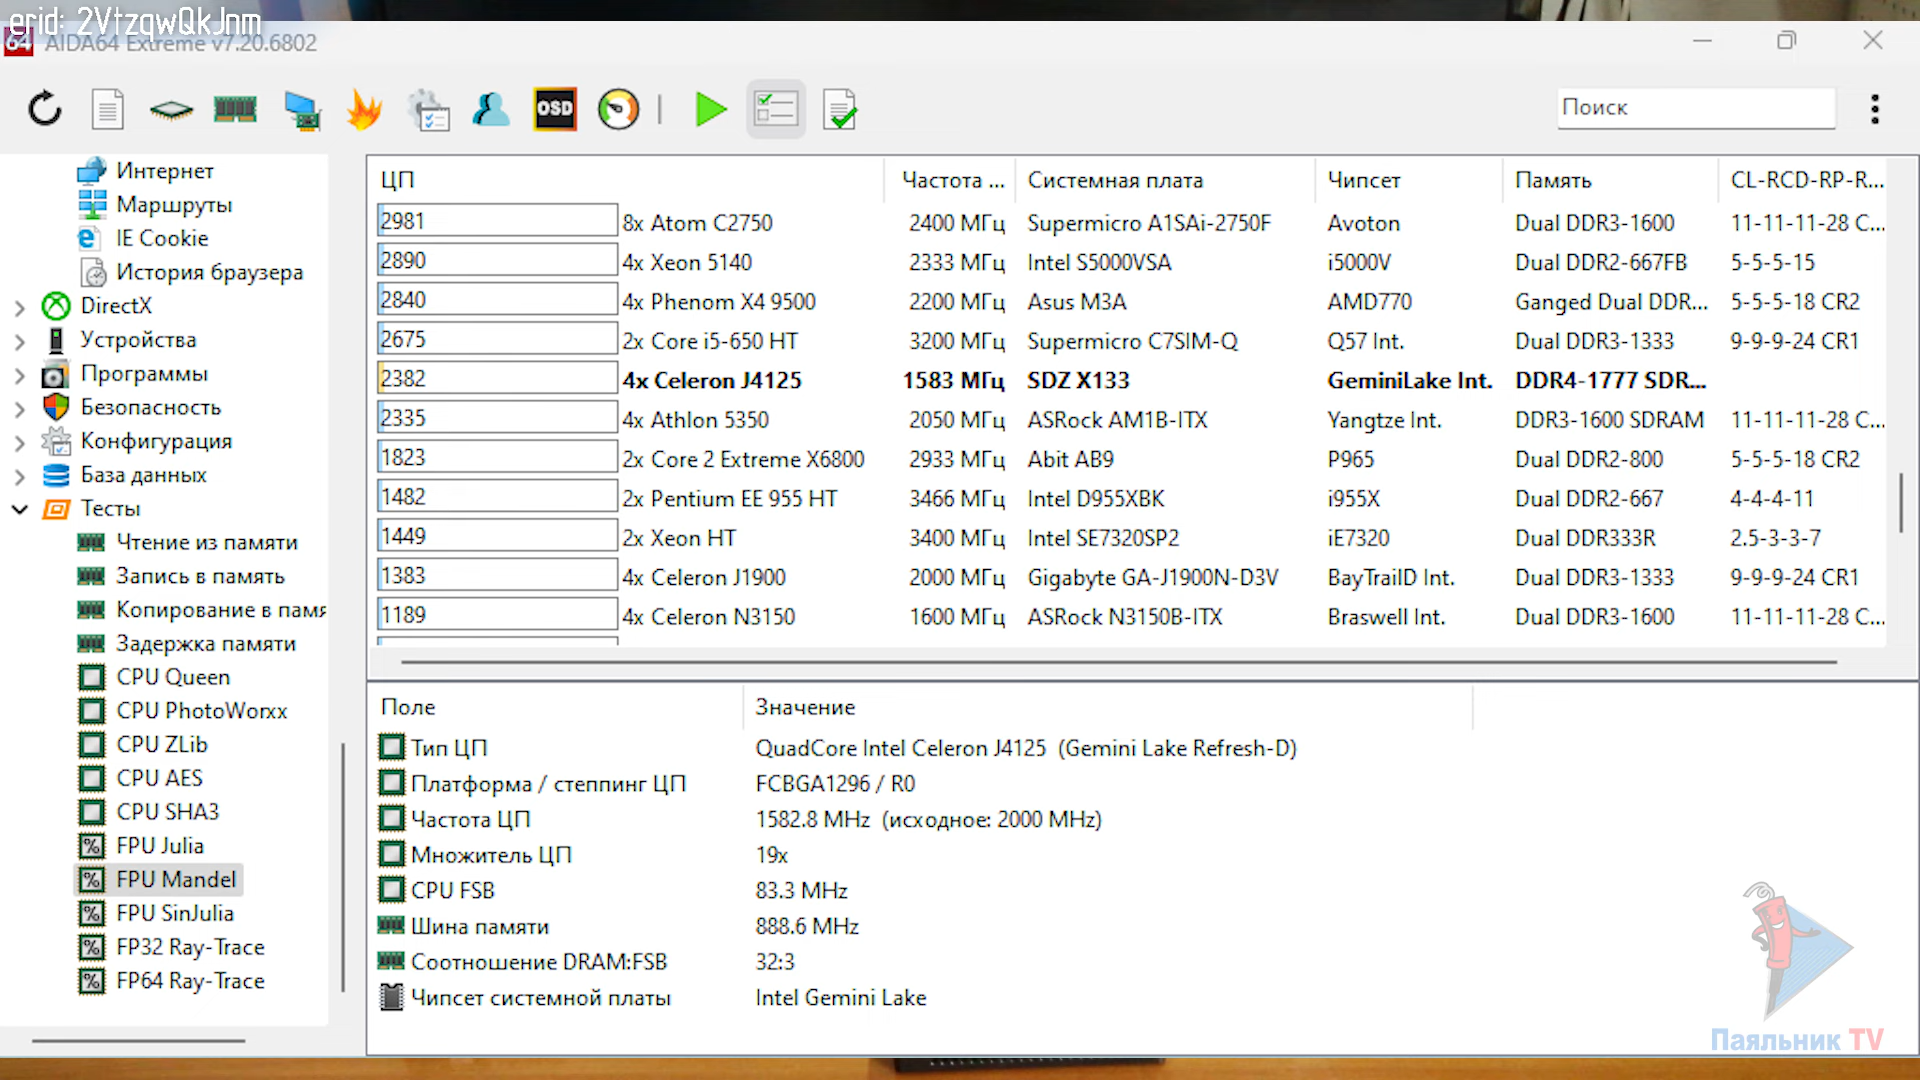 erid: 2VtzqwQkJnm
64 AIDA64 Extreme v7.20.6802
OSD
Поиск
Интернет
Маршруты
IE Cookie
История браузера
DirectX
Устройства
Программы
Безопасность
Конфигурация
База данных
Тесты
Чтение из памяти
Запись в память
Копирование в памя
Задержка памяти
CPU Queen
CPU PhotoWorxx
CPU ZLib
CPU AES
CPU SHA3
FPU Julia
FPU Mandel
FPU SinJulia
FP32 Ray-Trace
FP64 Ray-Trace
ЦП Частота ... Системная плата Чипсет Память CL-RCD-RP-R...
2981 8x Atom C2750 2400 МГц Supermicro A1SAi-2750F Avoton Dual DDR3-1600 11-11-11-28 C...
2890 4x Xeon 5140 2333 МГц Intel S5000VSA i5000V Dual DDR2-667FB 5-5-5-15
2840 4x Phenom X4 9500 2200 МГц Asus M3A AMD770 Ganged Dual DDR... 5-5-5-18 CR2
2675 2x Core i5-650 HT 3200 МГц Supermicro C7SIM-Q Q57 Int. Dual DDR3-1333 9-9-9-24 CR1
2382 4x Celeron J4125 1583 МГц SDZ X133 GeminiLake Int. DDR4-1777 SDR...
2335 4x Athlon 5350 2050 МГц ASRock AM1B-ITX Yangtze Int. DDR3-1600 SDRAM 11-11-11-28 C...
1823 2x Core 2 Extreme X6800 2933 МГц Abit AB9 P965 Dual DDR2-800 5-5-5-18 CR2
1482 2x Pentium EE 955 HT 3466 МГц Intel D955XBK i955X Dual DDR2-667 4-4-4-11
1449 2x Xeon HT 3400 МГц Intel SE7320SP2 iE7320 Dual DDR333R 2.5-3-3-7
1383 4x Celeron J1900 2000 МГц Gigabyte GA-J1900N-D3V BayTrailD Int. Dual DDR3-1333 9-9-9-24 CR1
1189 4x Celeron N3150 1600 МГц ASRock N3150B-ITX Braswell Int. Dual DDR3-1600 11-11-11-28 C...
Поле Значение
Тип ЦП QuadCore Intel Celeron J4125 (Gemini Lake Refresh-D)
Платформа / степпинг ЦП FCBGA1296 / R0
Частота ЦП 1582.8 MHz (исходное: 2000 MHz)
Множитель ЦП 19x
CPU FSB 83.3 MHz
Шина памяти 888.6 MHz
Соотношение DRAM:FSB 32:3
Чипсет системной платы Intel Gemini Lake
Паяльник TV